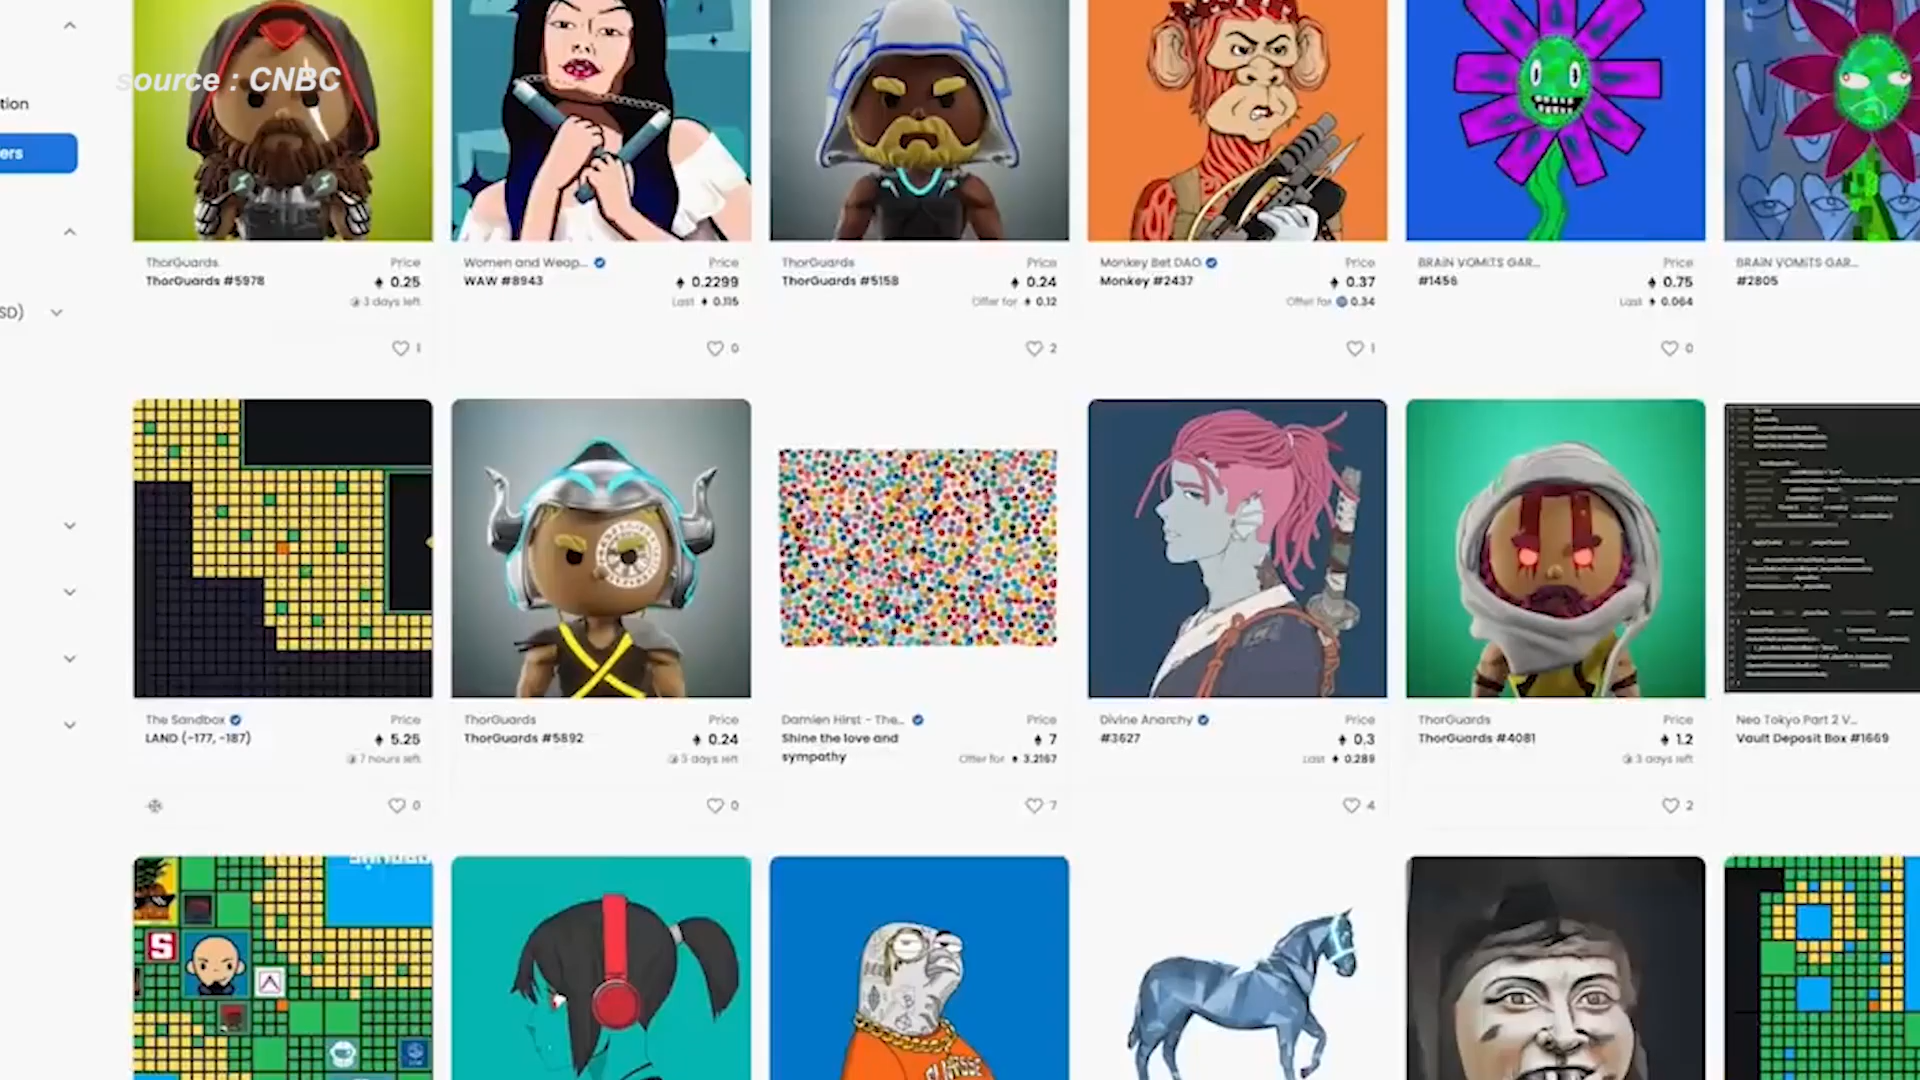 source : CNBC
tion
ers
SD)
ThorGuards
Price
ThorGuards #5978
0.25
3 days left
1
Women and Weap...
Price
WAW #8943
0.2299
Last 0.115
0
ThorGuards
Price
ThorGuards #5158
0.24
Offer for 0.12
2
Monkey Bet DAO
Price
Monkey #2437
0.37
Offer for 0.34
1
BRAiN VOMiTS GAR...
Price
#1456
0.75
Last 0.064
0
BRAiN VOMiTS GAR...
#2805
The Sandbox
Price
LAND (-177, -187)
5.25
7 hours left
0
ThorGuards
Price
ThorGuards #5892
0.24
3 days left
0
Damien Hirst - The...
Price
Shine the love and
7
sympathy
Offer for 3.2167
7
Divine Anarchy
Price
#3627
0.3
Last 0.289
4
ThorGuards
Price
ThorGuards #4081
1.2
3 days left
2
Neo Tokyo Part 2 V...
Vault Deposit Box #1669
S